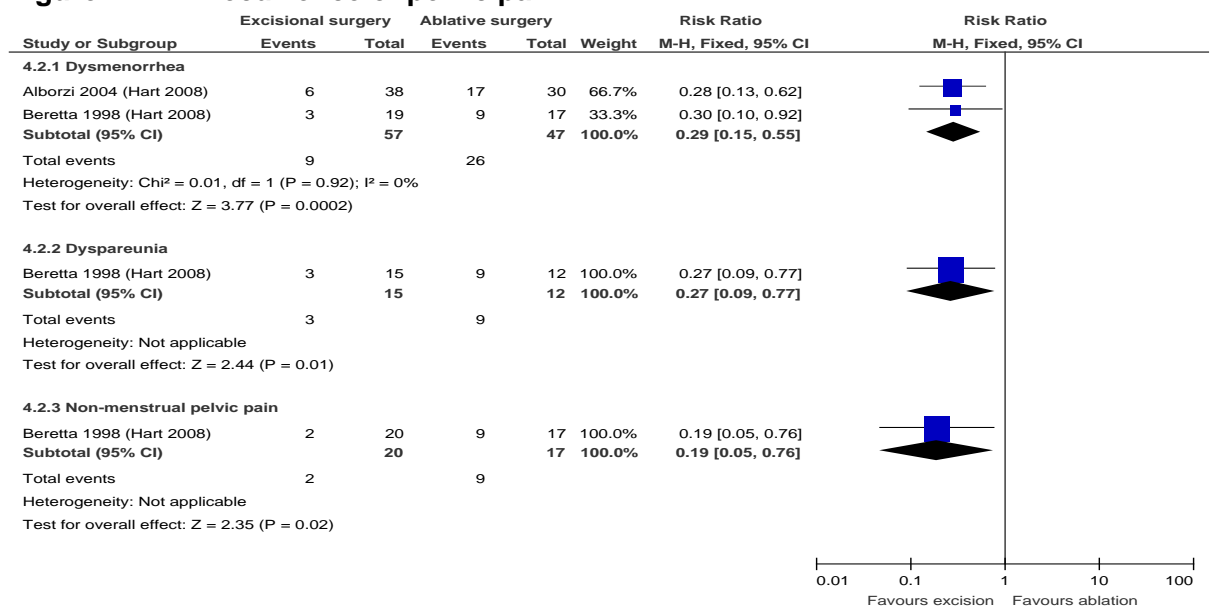 Excisional surgery Ablative surgery Risk Ratio Risk Ratio
Study or Subgroup Events Total Events Total Weight M-H, Fixed, 95% CI M-H, Fixed, 95% CI
4.2.1 Dysmenorrhea
Alborzi 2004 (Hart 2008) 6 38 17 30 66.7% 0.28 [0.13, 0.62]
Beretta 1998 (Hart 2008) 3 19 9 17 33.3% 0.30 [0.10, 0.92]
Subtotal (95% CI) 57 47 100.0% 0.29 [0.15, 0.55]
Total events 9 26
Heterogeneity: Chi² = 0.01, df = 1 (P = 0.92); I² = 0%
Test for overall effect: Z = 3.77 (P = 0.0002)
4.2.2 Dyspareunia
Beretta 1998 (Hart 2008) 3 15 9 12 100.0% 0.27 [0.09, 0.77]
Subtotal (95% CI) 15 12 100.0% 0.27 [0.09, 0.77]
Total events 3 9
Heterogeneity: Not applicable
Test for overall effect: Z = 2.44 (P = 0.01)
4.2.3 Non-menstrual pelvic pain
Beretta 1998 (Hart 2008) 2 20 9 17 100.0% 0.19 [0.05, 0.76]
Subtotal (95% CI) 20 17 100.0% 0.19 [0.05, 0.76]
Total events 2 9
Heterogeneity: Not applicable
Test for overall effect: Z = 2.35 (P = 0.02)
0.01 0.1 1 10 100
Favours excision Favours ablation